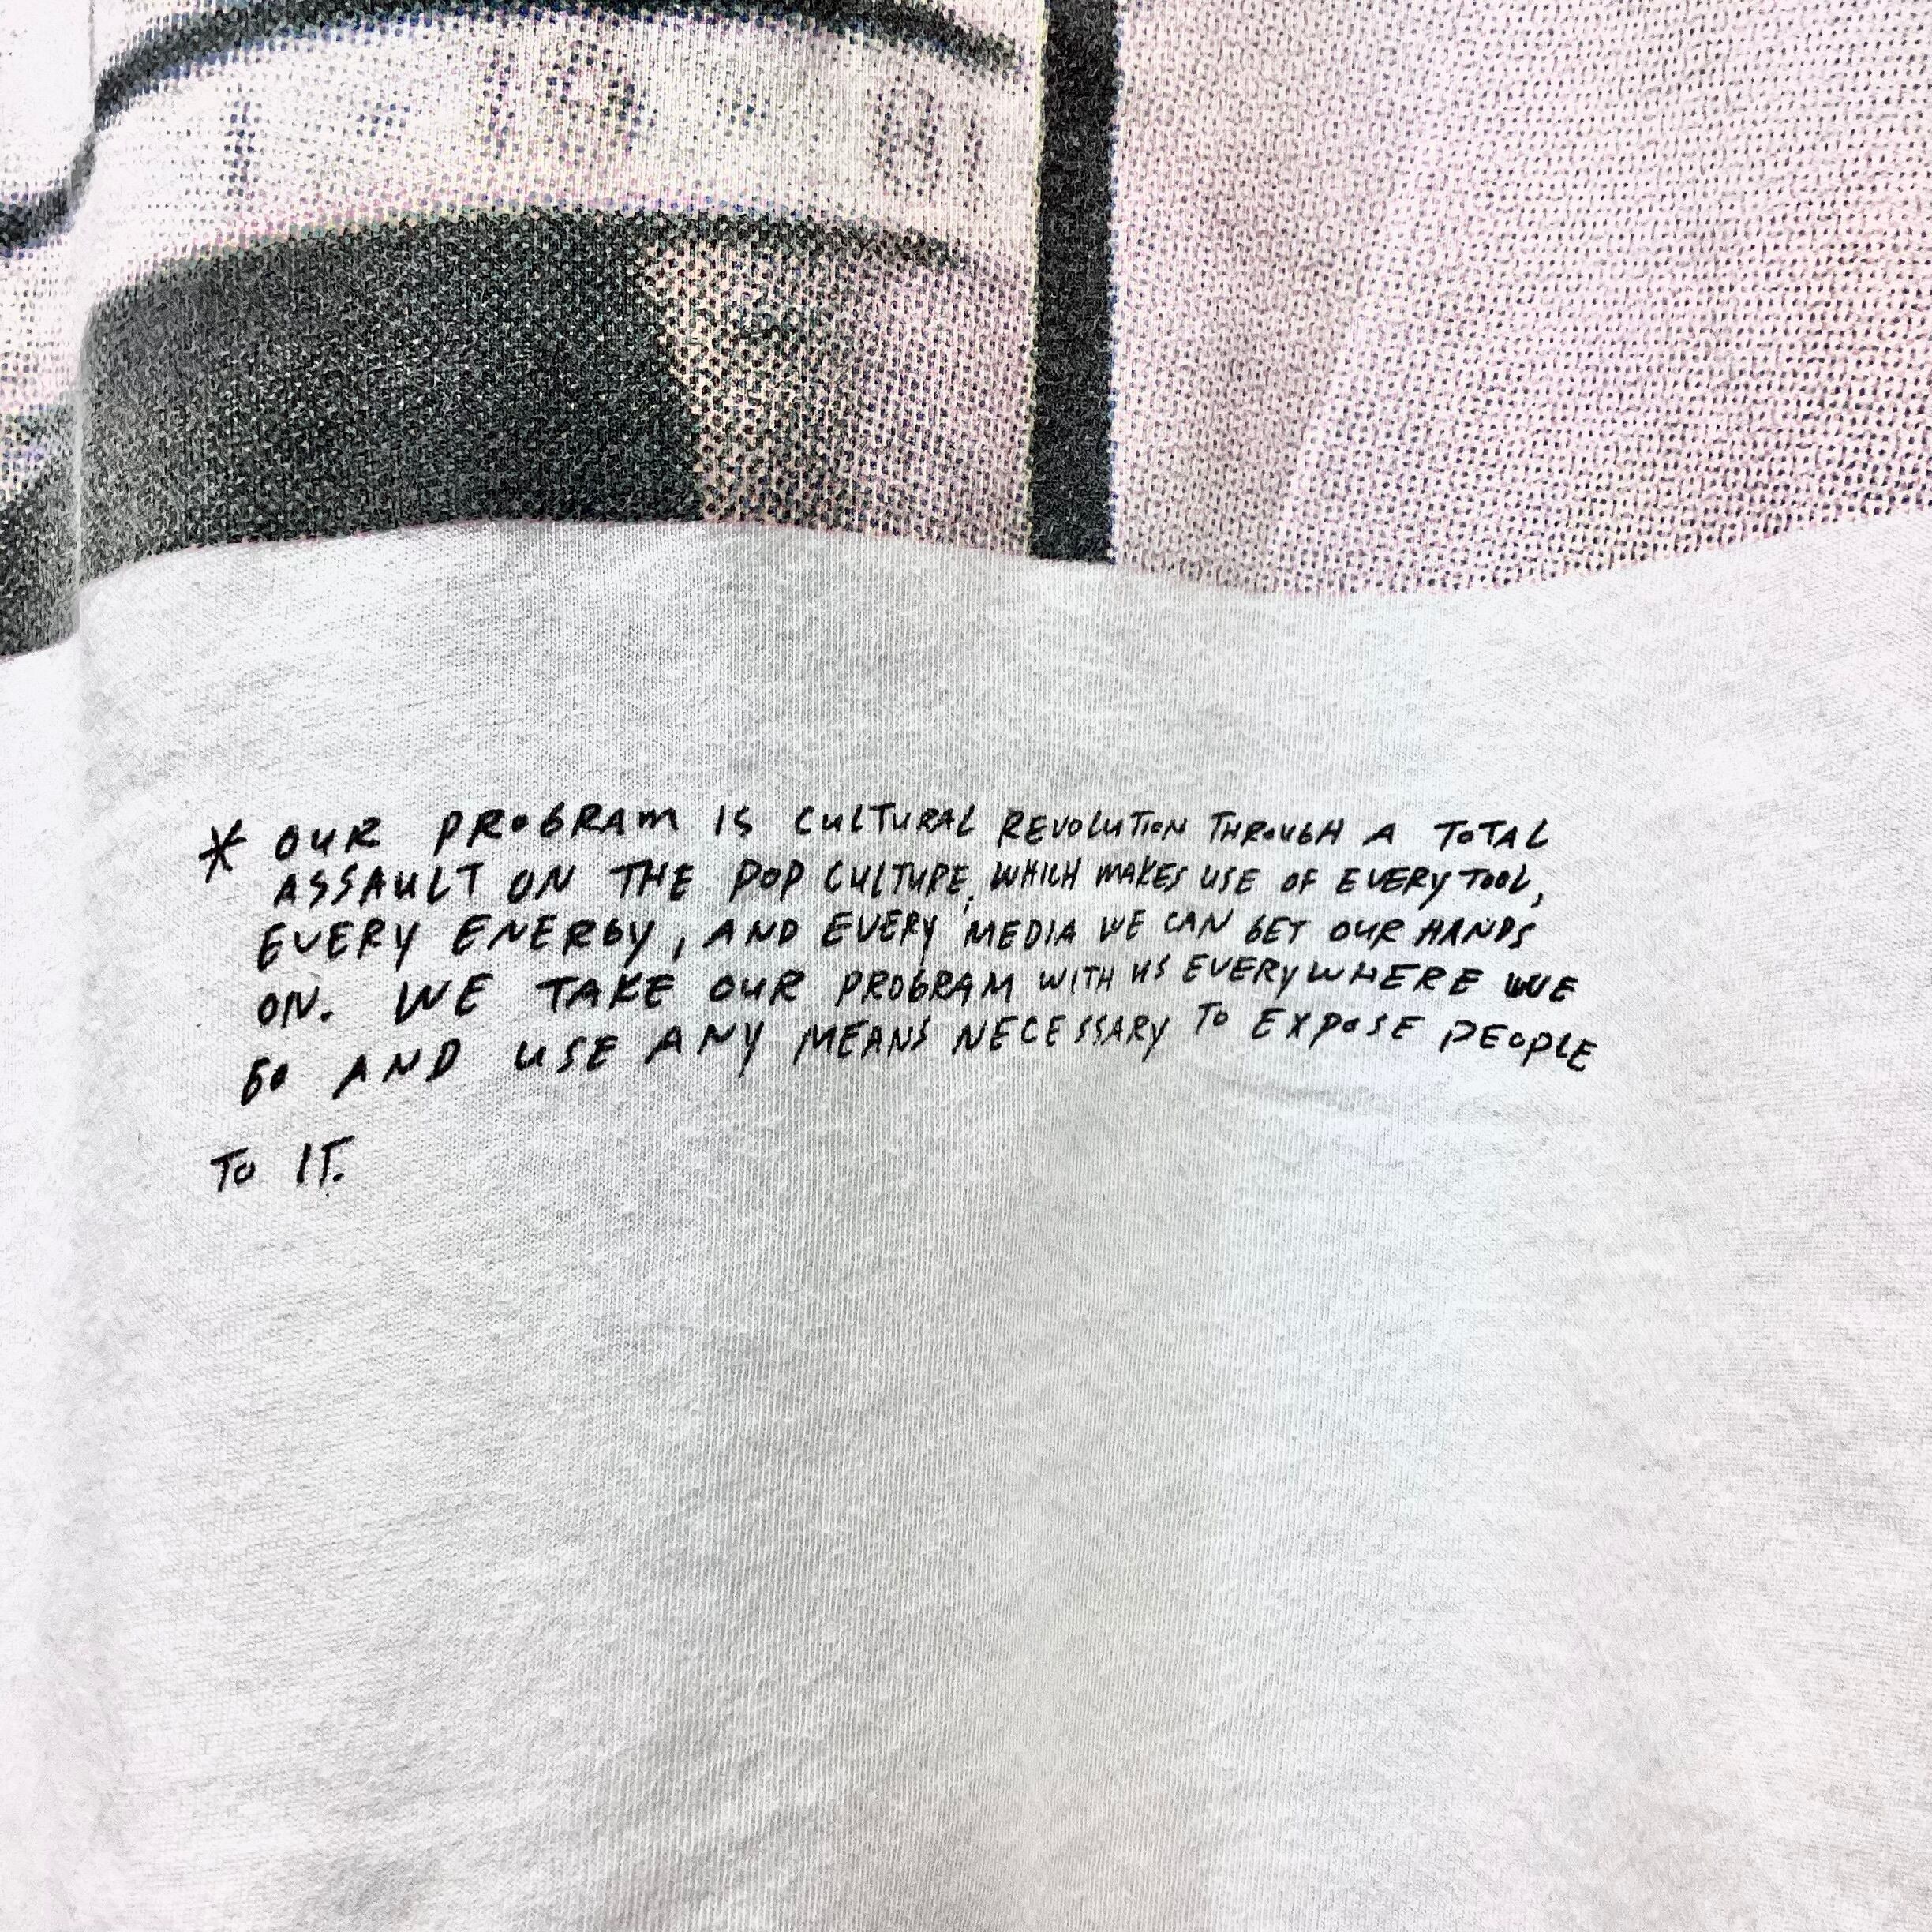 * OUR PROGRAM IS CULTURAL REVOLUTION THROUGH A TOTAL
ASSAULT ON THE POP CULTURE, WHICH MAKES USE OF EVERY TOOL,
EVERY ENERGY, AND EVERY MEDIA WE CAN GET OUR HANDS
ON. WE TAKE OUR PROGRAM WITH US EVERYWHERE WE
GO AND USE ANY MEANS NECESSARY TO EXPOSE PEOPLE
TO IT.